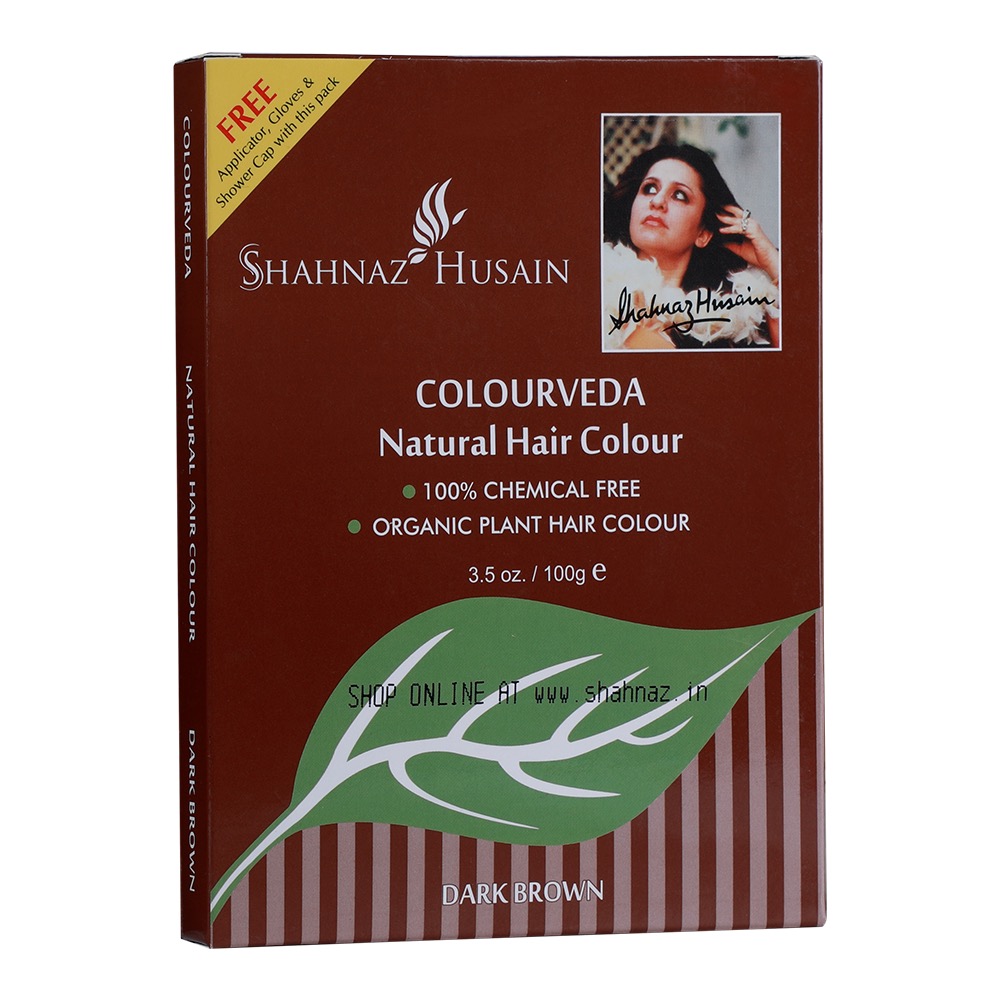 FREE
Applicator, Gloves &
Shower Cap with this pack
SHAHNAZ HUSAIN
Shahnaz Husain
COLOURVEDA
Natural Hair Colour
100% CHEMICAL FREE
ORGANIC PLANT HAIR COLOUR
3.5 oz. / 100g e
SHOP ONLINE AT www.shahnaz.in
DARK BROWN
COLOURVEDA
NATURAL HAIR COLOUR
DARK BROWN